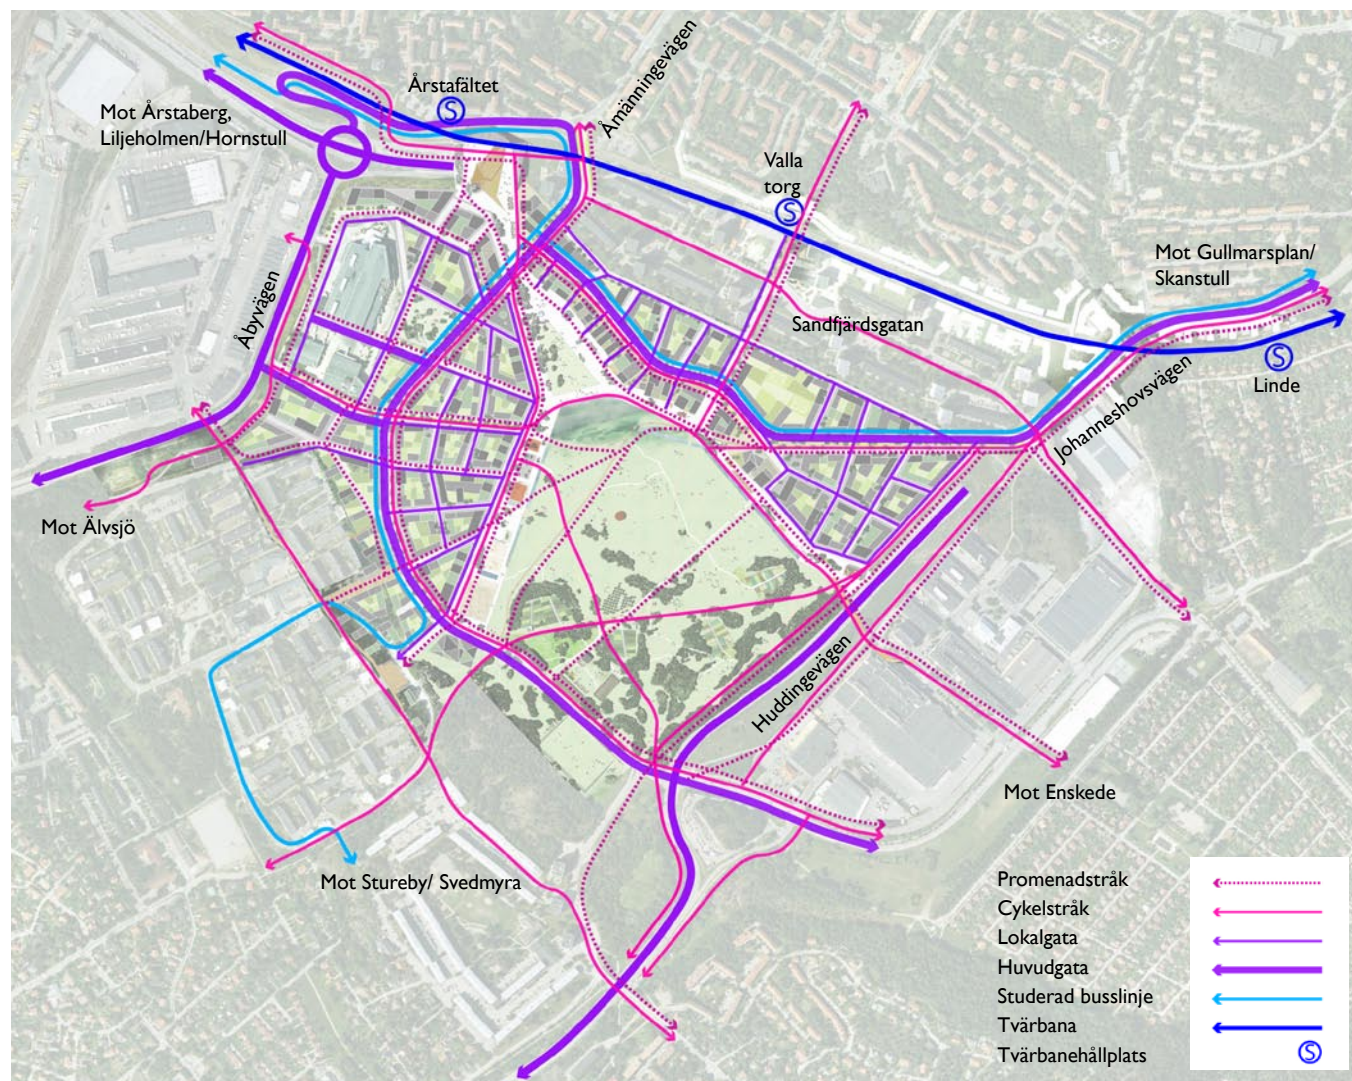 Årstafältet
S
Åmänningevägen
Mot Årstaberg,
Liljeholmen/Hornstull
Valla
torg
S
Mot Gullmarsplan/
Skanstull
Åbyvägen
Sandfjärdsgatan
Johanneshovsvägen
S
Linde
Mot Älvsjö
Huddingevägen
Mot Enskede
Mot Stureby/ Svedmyra
Promenadstråk
Cykelstråk
Lokalgata
Huvudgata
Studerad busslinje
Tvärbana
Tvärbanehållplats S